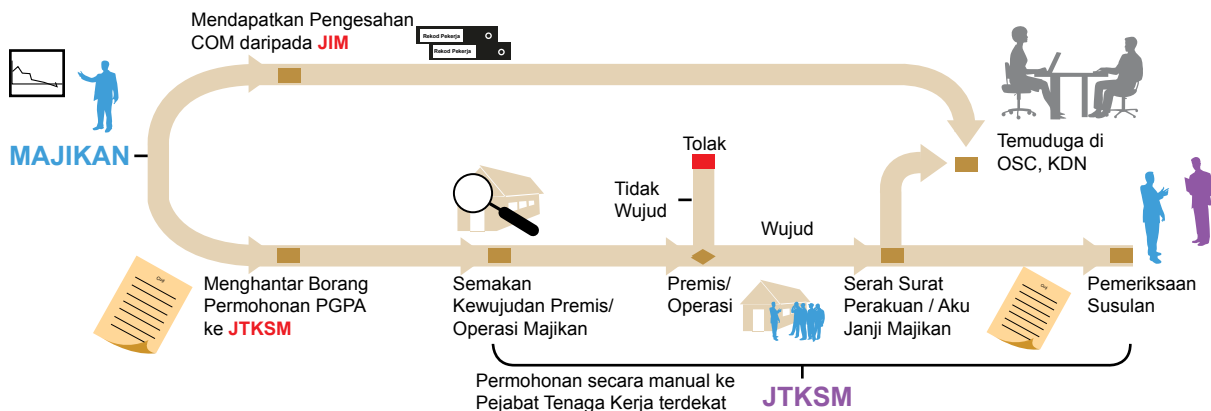 Mendapatkan Pengesahan
COM daripada JIM
Rekod Pekerja
Rekod Pekerja
MAJIKAN
Temuduga di
OSC, KDN
Tolak
Tidak
Wujud
Wujud
Menghantar Borang
Permohonan PGPA
ke JTKSM
Semakan
Kewujudan Premis/
Operasi Majikan
Premis/
Operasi
Serah Surat
Perakuan / Aku
Janji Majikan
Pemeriksaan
Susulan
Permohonan secara manual ke
Pejabat Tenaga Kerja terdekat
JTKSM